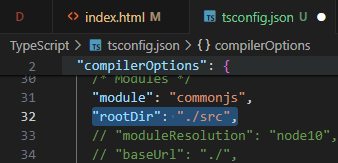 D index.html M TS tsconfig.json M
TypeScript > TS tsconfig.json > {} compilerOptions
2 "compilerOptions": {
30 /* Modules */
31 "module": "commonjs",
32 "rootDir": "./src",
33 // "moduleResolution": "node10",
34 // "baseUrl": "./",